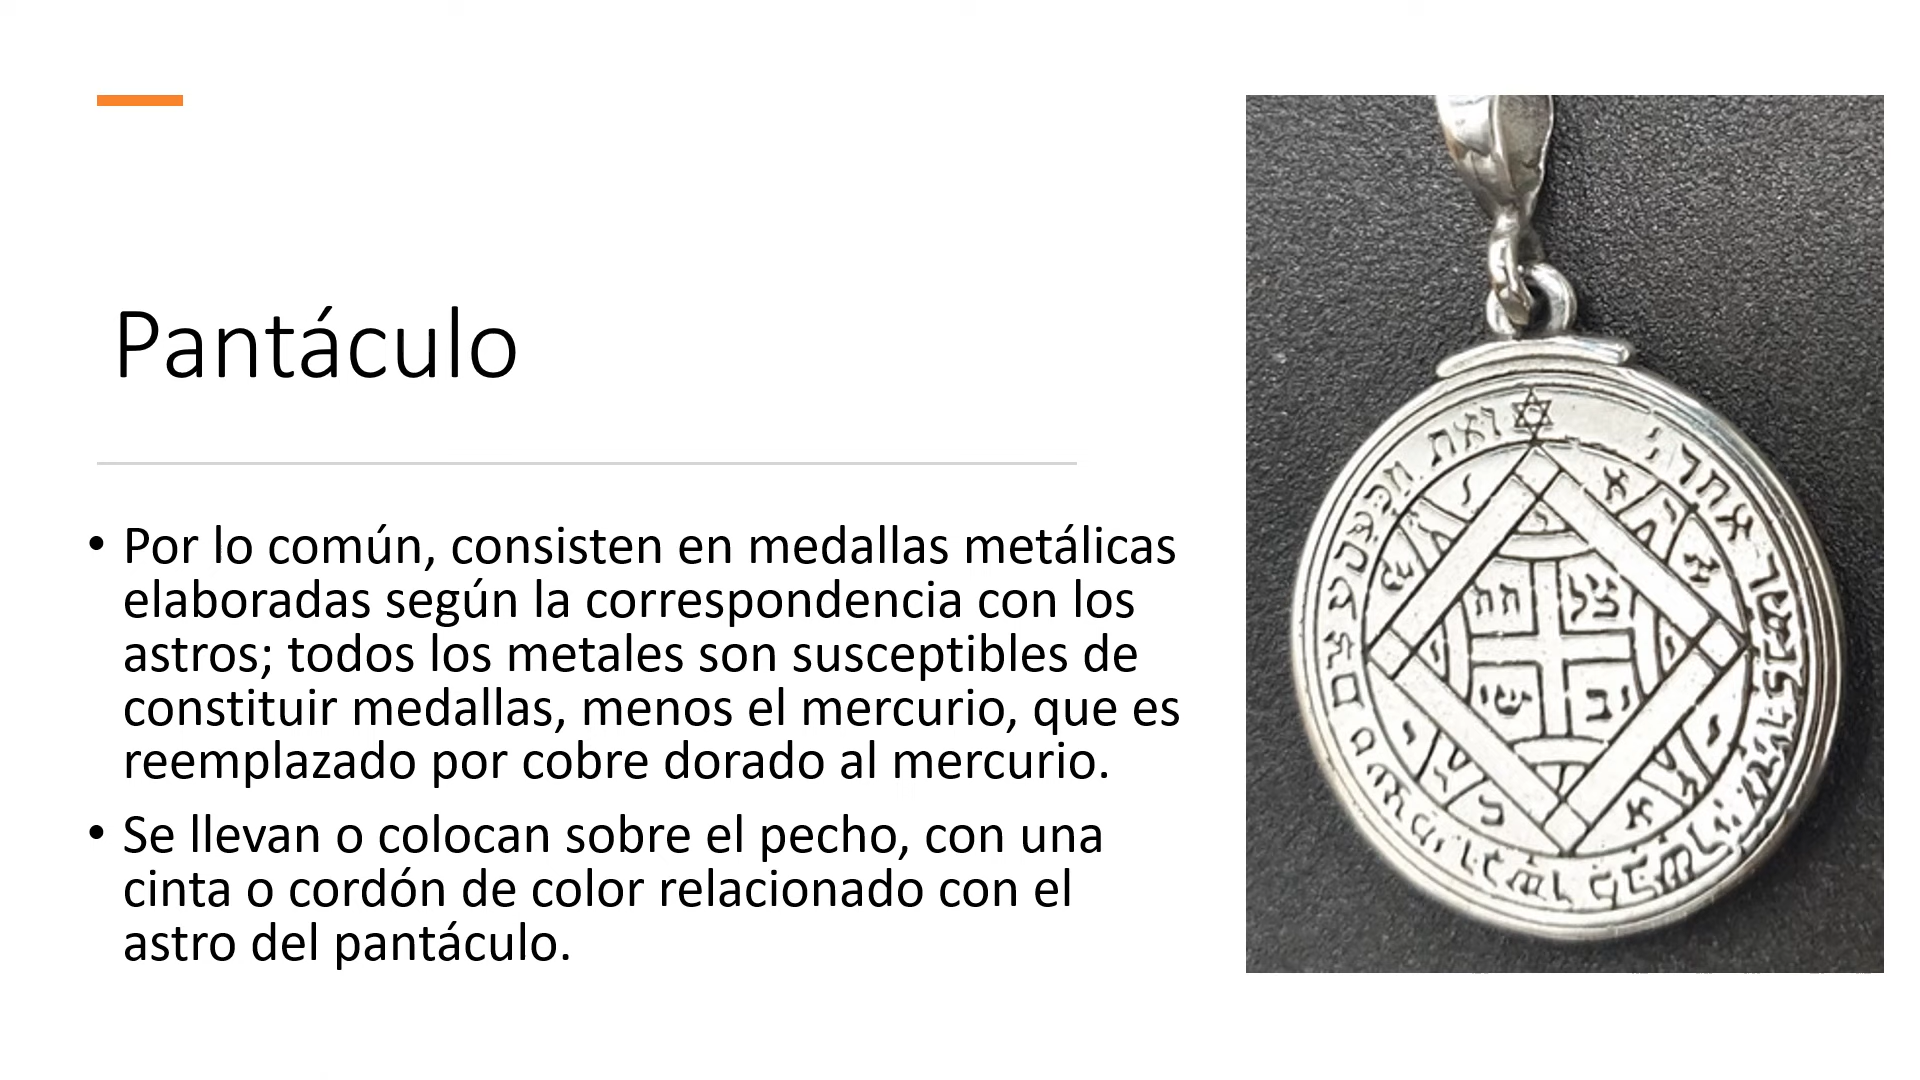 Pantáculo
• Por lo común, consisten en medallas metálicas
elaboradas según la correspondencia con los
astros; todos los metales son susceptibles de
constituir medallas, menos el mercurio, que es
reemplazado por cobre dorado al mercurio.
• Se llevan o colocan sobre el pecho, con una
cinta o cordón de color relacionado con el
astro del pantáculo.